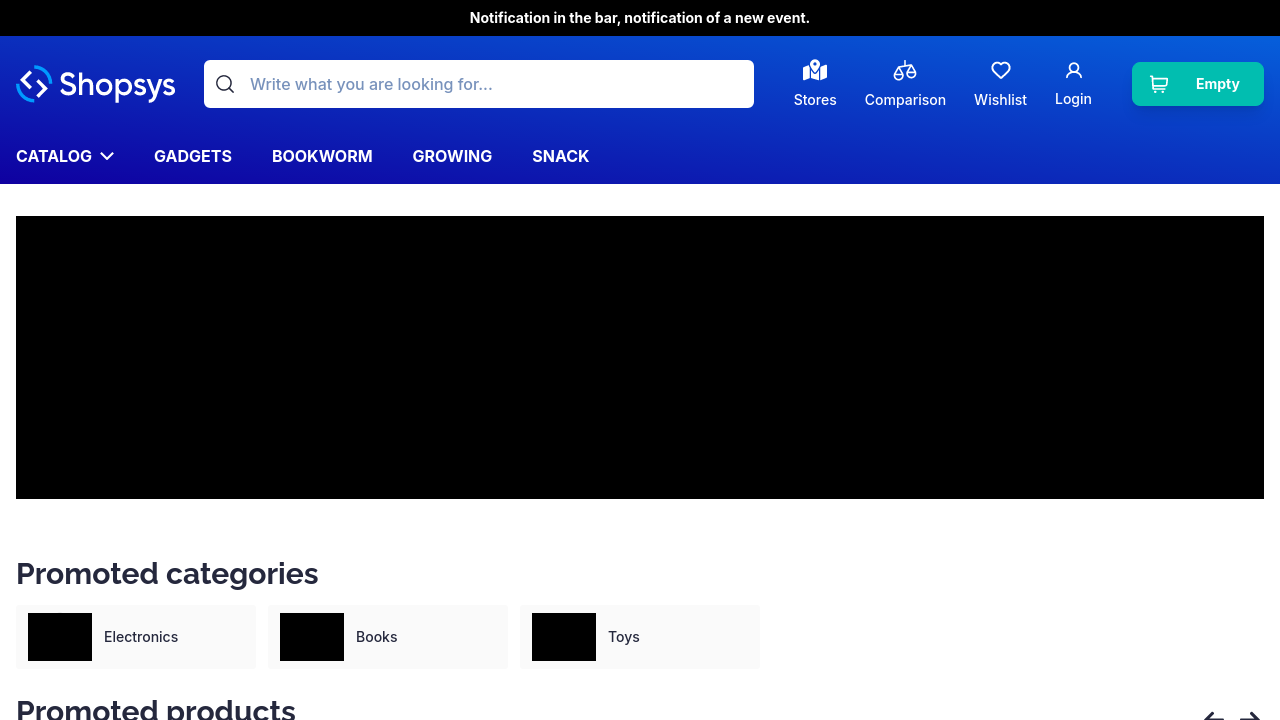 Notification in the bar, notification of a new event.
Shopsys
Write what you are looking for...
Stores
Comparison
Wishlist
Login
Empty
CATALOG
GADGETS
BOOKWORM
GROWING
SNACK
Promoted categories
Electronics
Books
Toys
Promoted products